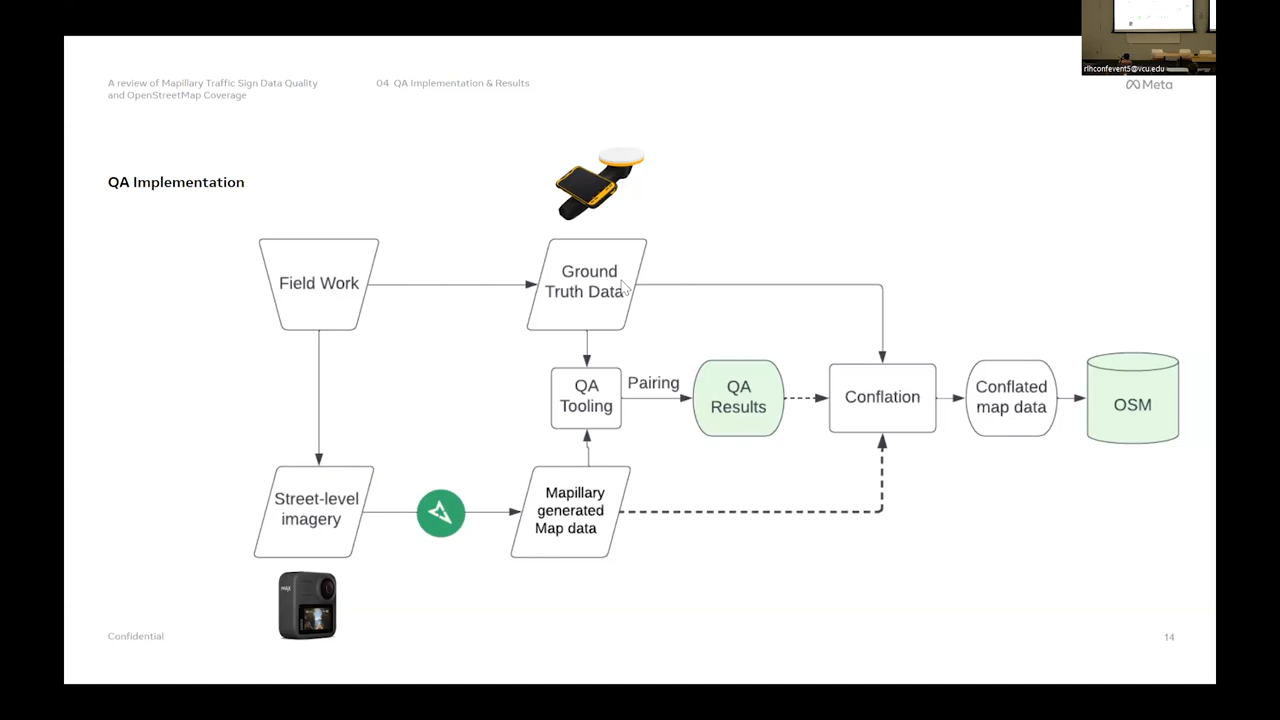 rlhconfevent5@vcu.edu
A review of Mapillary Traffic Sign Data Quality
and OpenStreetMap Coverage
04 QA Implementation & Results
Meta
QA Implementation
Field Work
Ground
Truth Data
QA
Tooling
Pairing
QA
Results
Conflation
Conflated
map data
OSM
Street-level
imagery
Mapillary
generated
Map data
MAX
Confidential
14